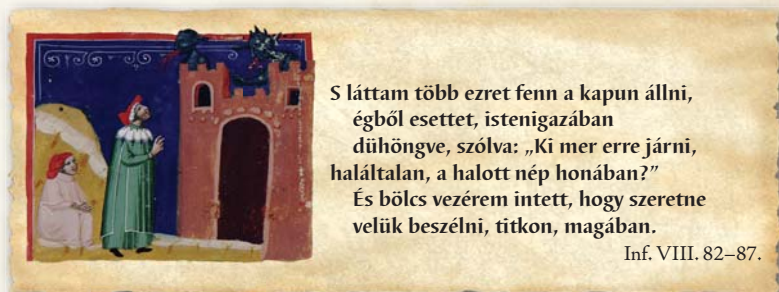 S láttam több ezret fenn a kapun állni,
égből esettet, istenigazában
dühöngve, szólva: „Ki mer erre járni,
haláltalan, a halott nép honában?”
És bölcs vezérem intett, hogy szeretne
velük beszélni, titkon, magában.
Inf. VIII. 82–87.